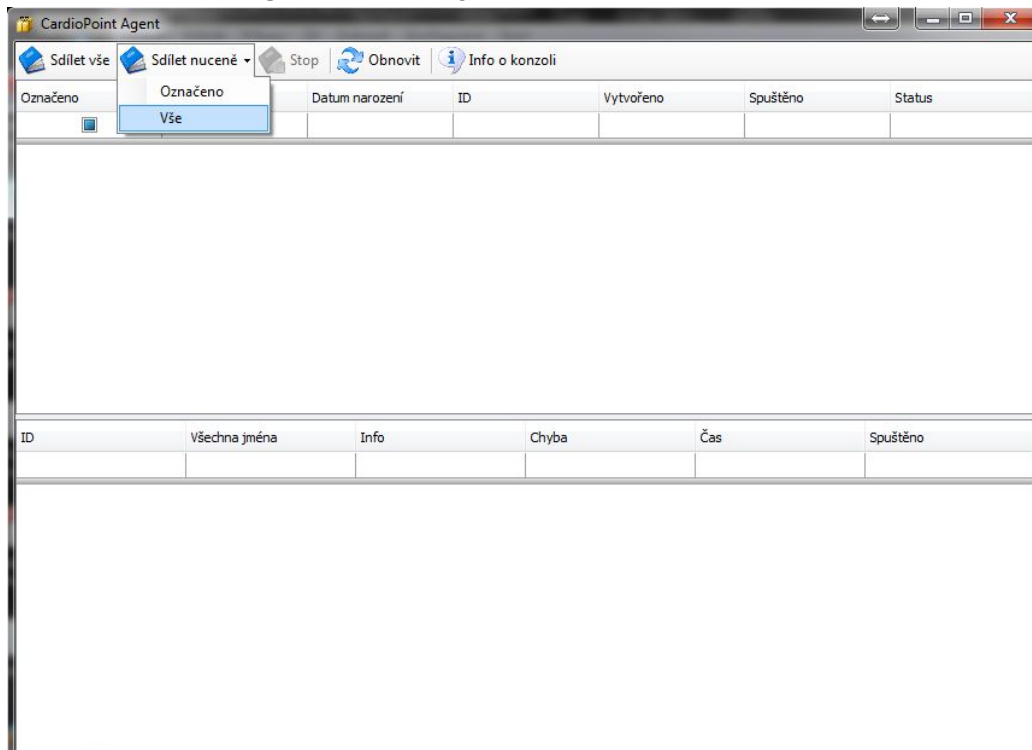 CardioPoint Agent
Sdílet vše Sdílet nuceně Stop Obnovit Info o konzoli
Označeno Datum narození ID Vytvořeno Spuštěno Status
Označeno
Vše
ID Všechna jména Info Chyba Čas Spuštěno